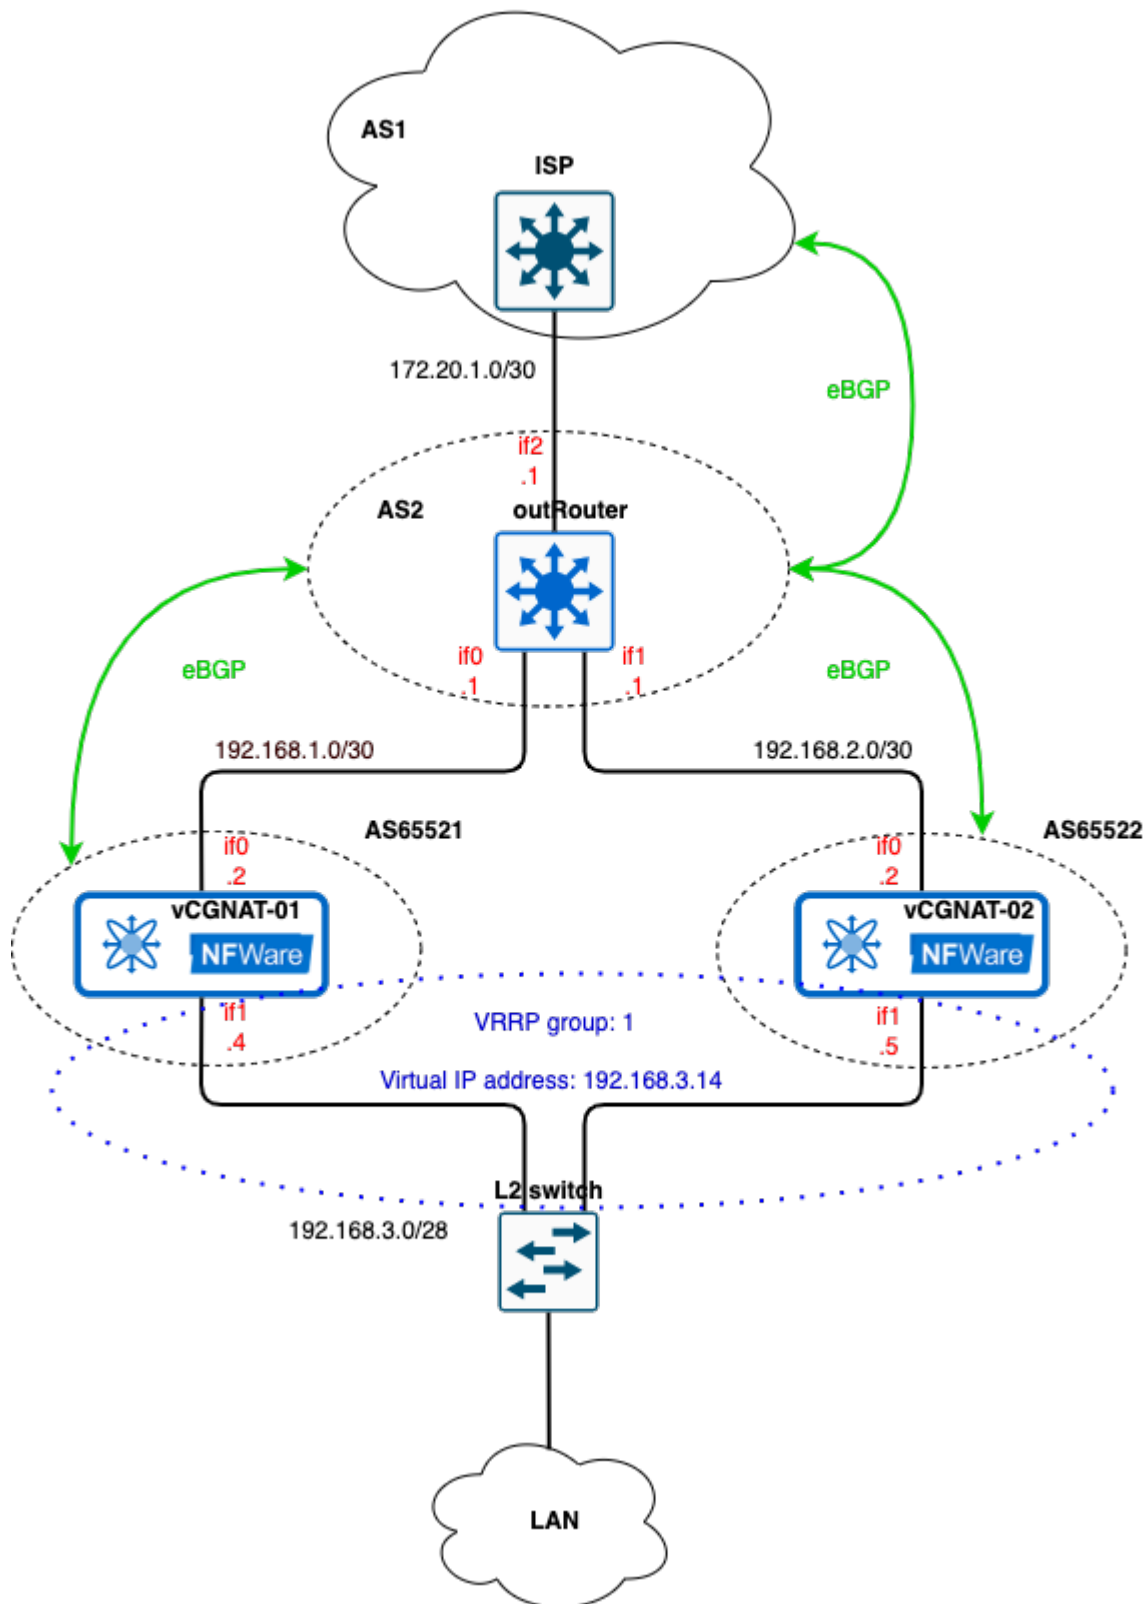 AS1
ISP
172.20.1.0/30
eBGP
if2
.1
AS2
outRouter
if0
.1
if1
.1
eBGP
eBGP
192.168.1.0/30
192.168.2.0/30
AS65521
AS65522
if0
.2
if0
.2
vCGNAT-01
NFWare
vCGNAT-02
NFWare
if1
.4
VRRP group: 1
if1
.5
Virtual IP address: 192.168.3.14
L2 switch
192.168.3.0/28
LAN